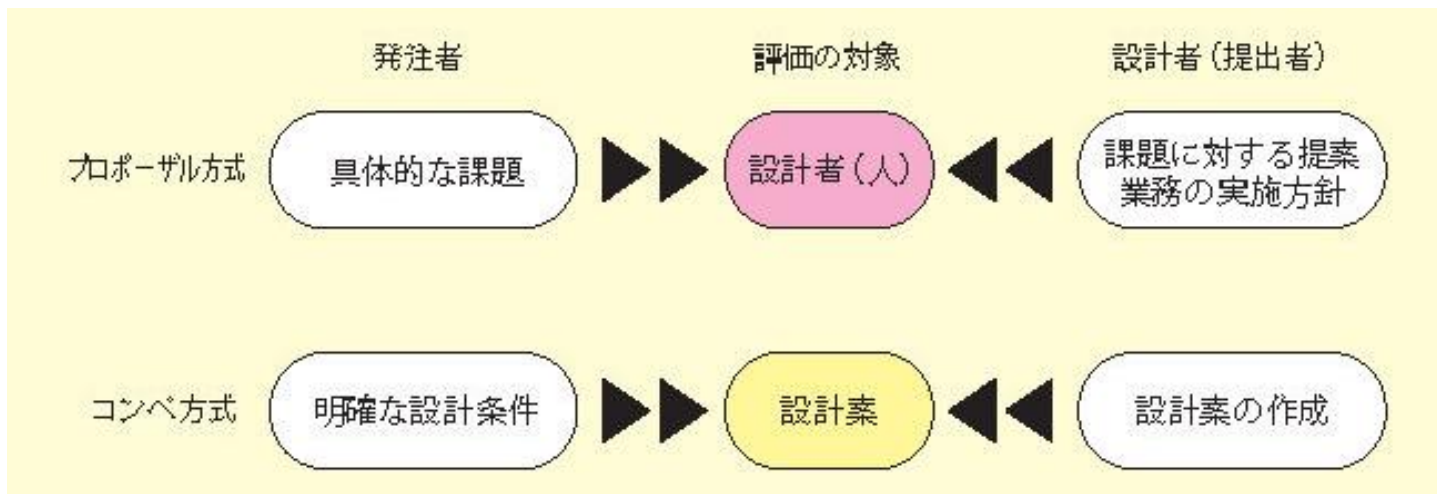 発注者 評価の対象 設計者（提出者）
プロポーザル方式 具体的な課題 設計者（人） 課題に対する提案
業務の実施方針
コンペ方式 明確な設計条件 設計案 設計案の作成